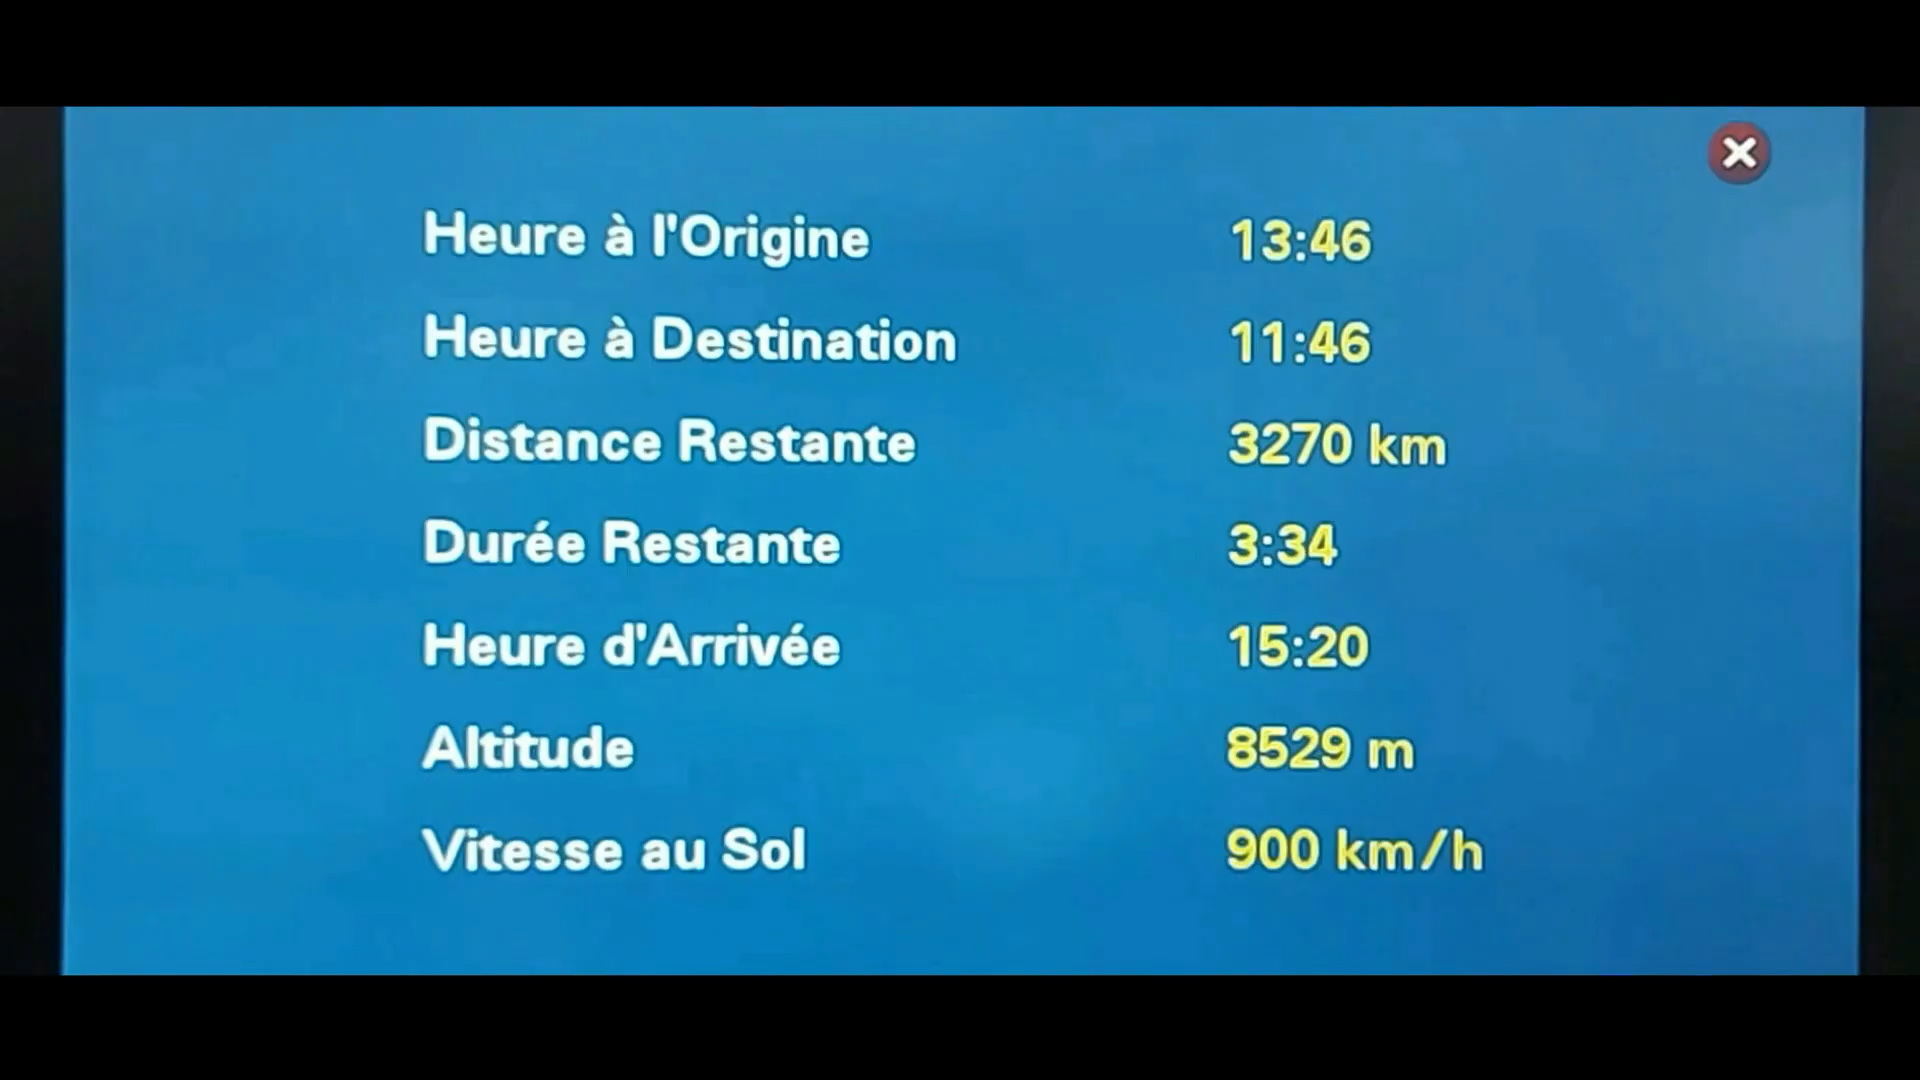 Heure à l'Origine 13:46
Heure à Destination 11:46
Distance Restante 3270 km
Durée Restante 3:34
Heure d'Arrivée 15:20
Altitude 8529 m
Vitesse au Sol 900 km/h